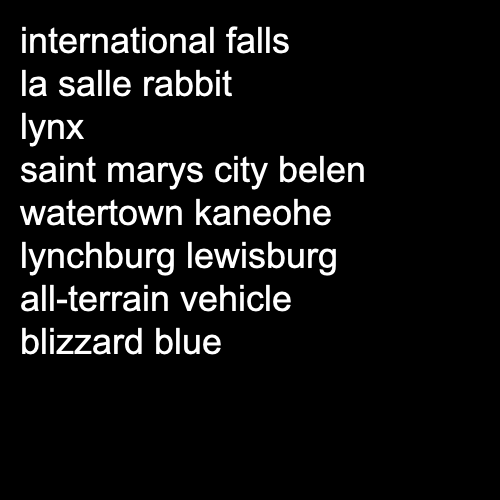 international falls
la salle rabbit
lynx
saint marys city belen
watertown kaneohe
lynchburg lewisburg
all-terrain vehicle
blizzard blue